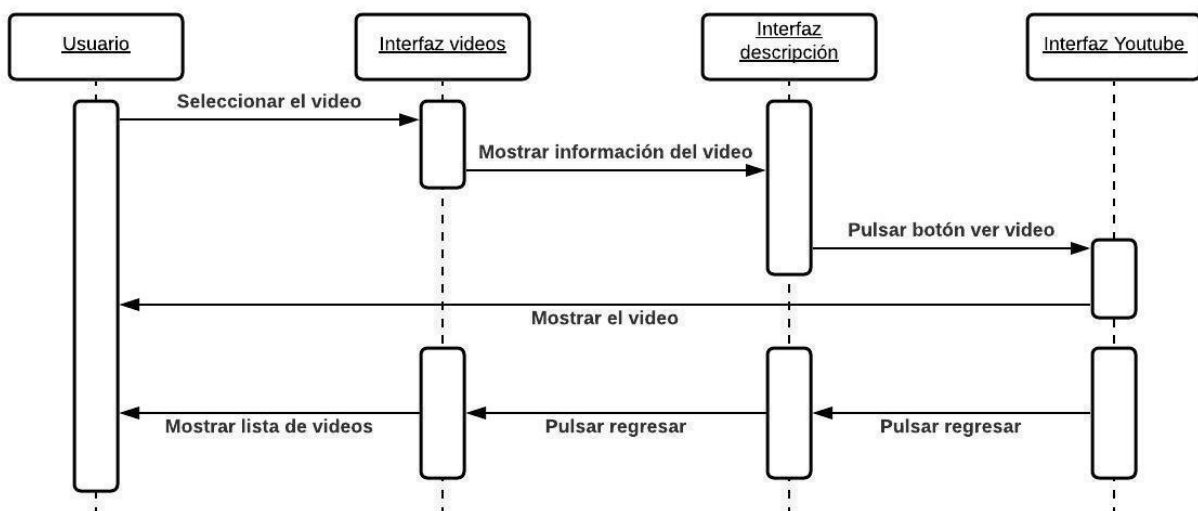 Usuario
Interfaz videos
Interfaz
descripción
Interfaz Youtube
Seleccionar el video
Mostrar información del video
Pulsar botón ver video
Mostrar el video
Mostrar lista de videos
Pulsar regresar
Pulsar regresar